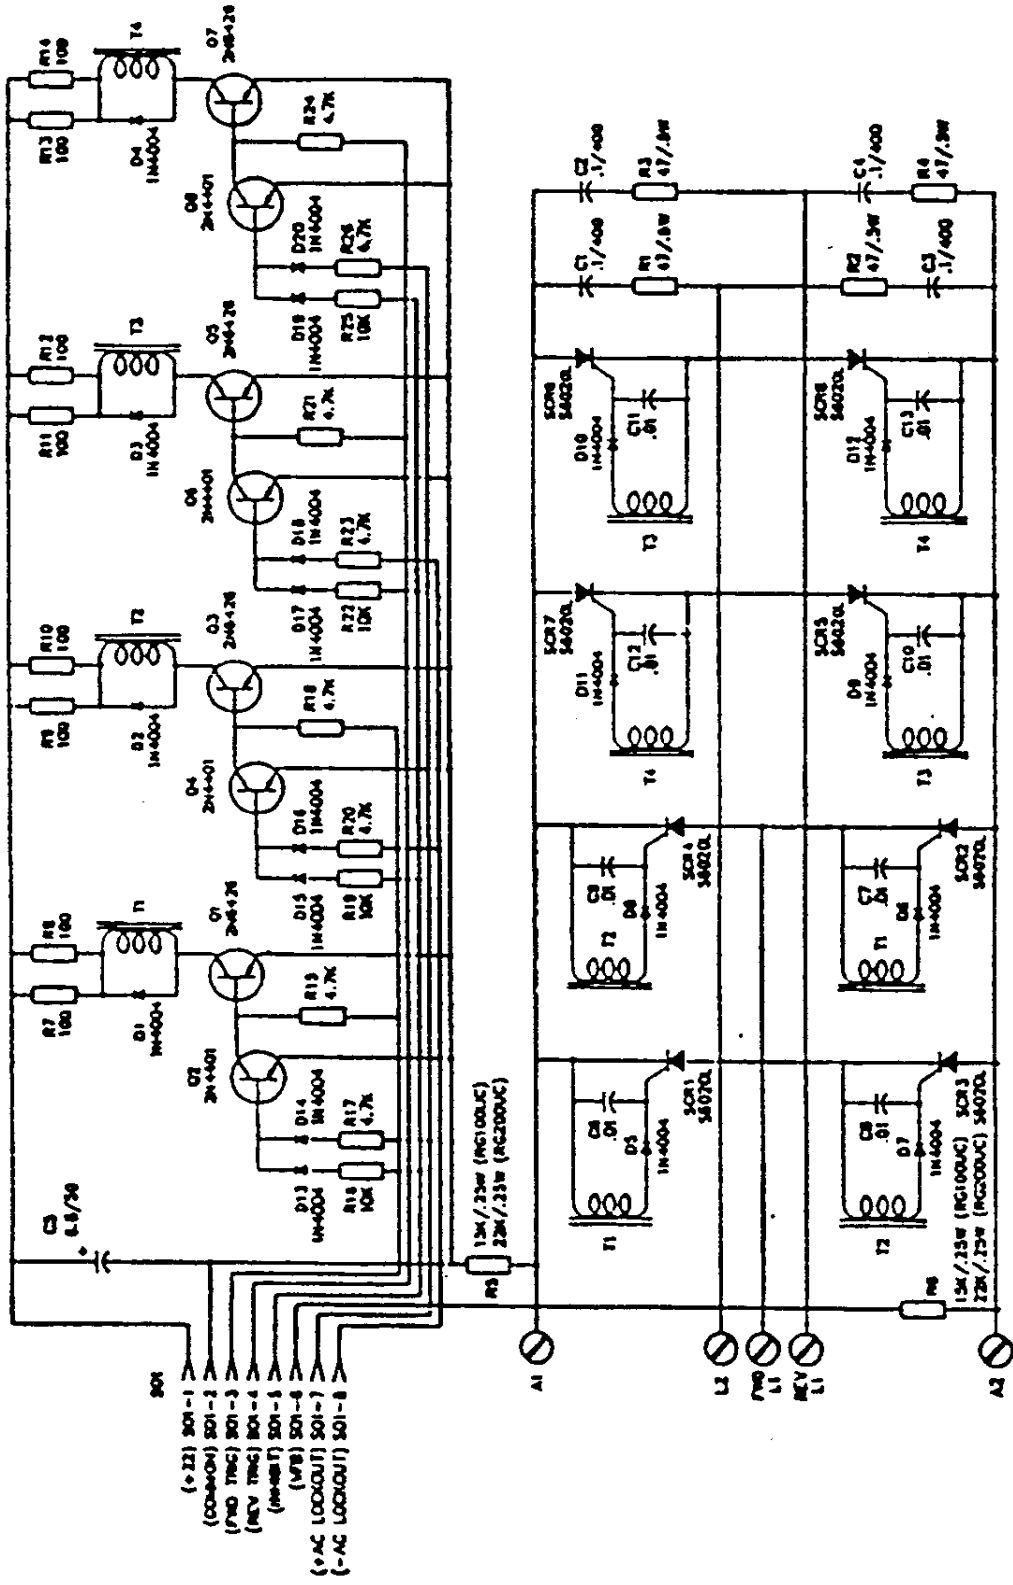 SO1
(+22) SO1-1
(COMMON) SO1-2
(FWD TRIG) SO1-3
(REV TRIG) SO1-4
(INHIBIT) SO1-5
SO1-6
(+AC LOCKOUT) SO1-7
(-AC LOCKOUT) SO1-8
C5
R7
100
R8
100
D1
1N4004
T1
Q1
2N6426
Q2
2N4401
R15
4.7K
D14
1N4004
R17
4.7K
D13
1N4004
R16
10K
R9
100
R10
100
D2
1N4004
T2
Q3
2N6426
Q4
2N4401
R18
4.7K
D16
1N4004
R20
4.7K
D15
1N4004
R19
10K
R11
100
R12
100
D3
1N4004
T3
Q5
2N6426
Q6
2N4401
R21
4.7K
D18
1N4004
R23
4.7K
D17
1N4004
R22
10K
R13
100
R14
100
D4
1N4004
T4
Q7
2N6426
Q8
2N4401
R24
4.7K
D20
1N4004
R26
4.7K
D19
1N4004
R25
10K
R5
15K/.25W (RG100UC)
22K/.25W (RG200UC)
A1
L2
FWD
L1
REV
L1
A2
T1
C6
.01
D5
1N4004
SCR1
S6020L
T2
C9
.01
D8
1N4004
SCR4
S6020L
D11
1N4004
C12
.01
T4
SCR7
S6020L
D10
1N4004
C11
.01
T3
SCR6
S6020L
C1
.1/400
R1
C2
.1/400
R3
T2
C8
.01
D7
1N4004
SCR3
S6020L
T1
C7
.01
D6
1N4004
SCR2
S6020L
D9
1N4004
C10
.01
T3
SCR5
S6020L
D12
1N4004
C13
.01
T4
SCR8
S6020L
R2
47/.5W
C3
.1/400
C4
.1/400
R4
47/.5W
R6
15K/.25W (RG100UC)
22K/.25W (RG200UC)